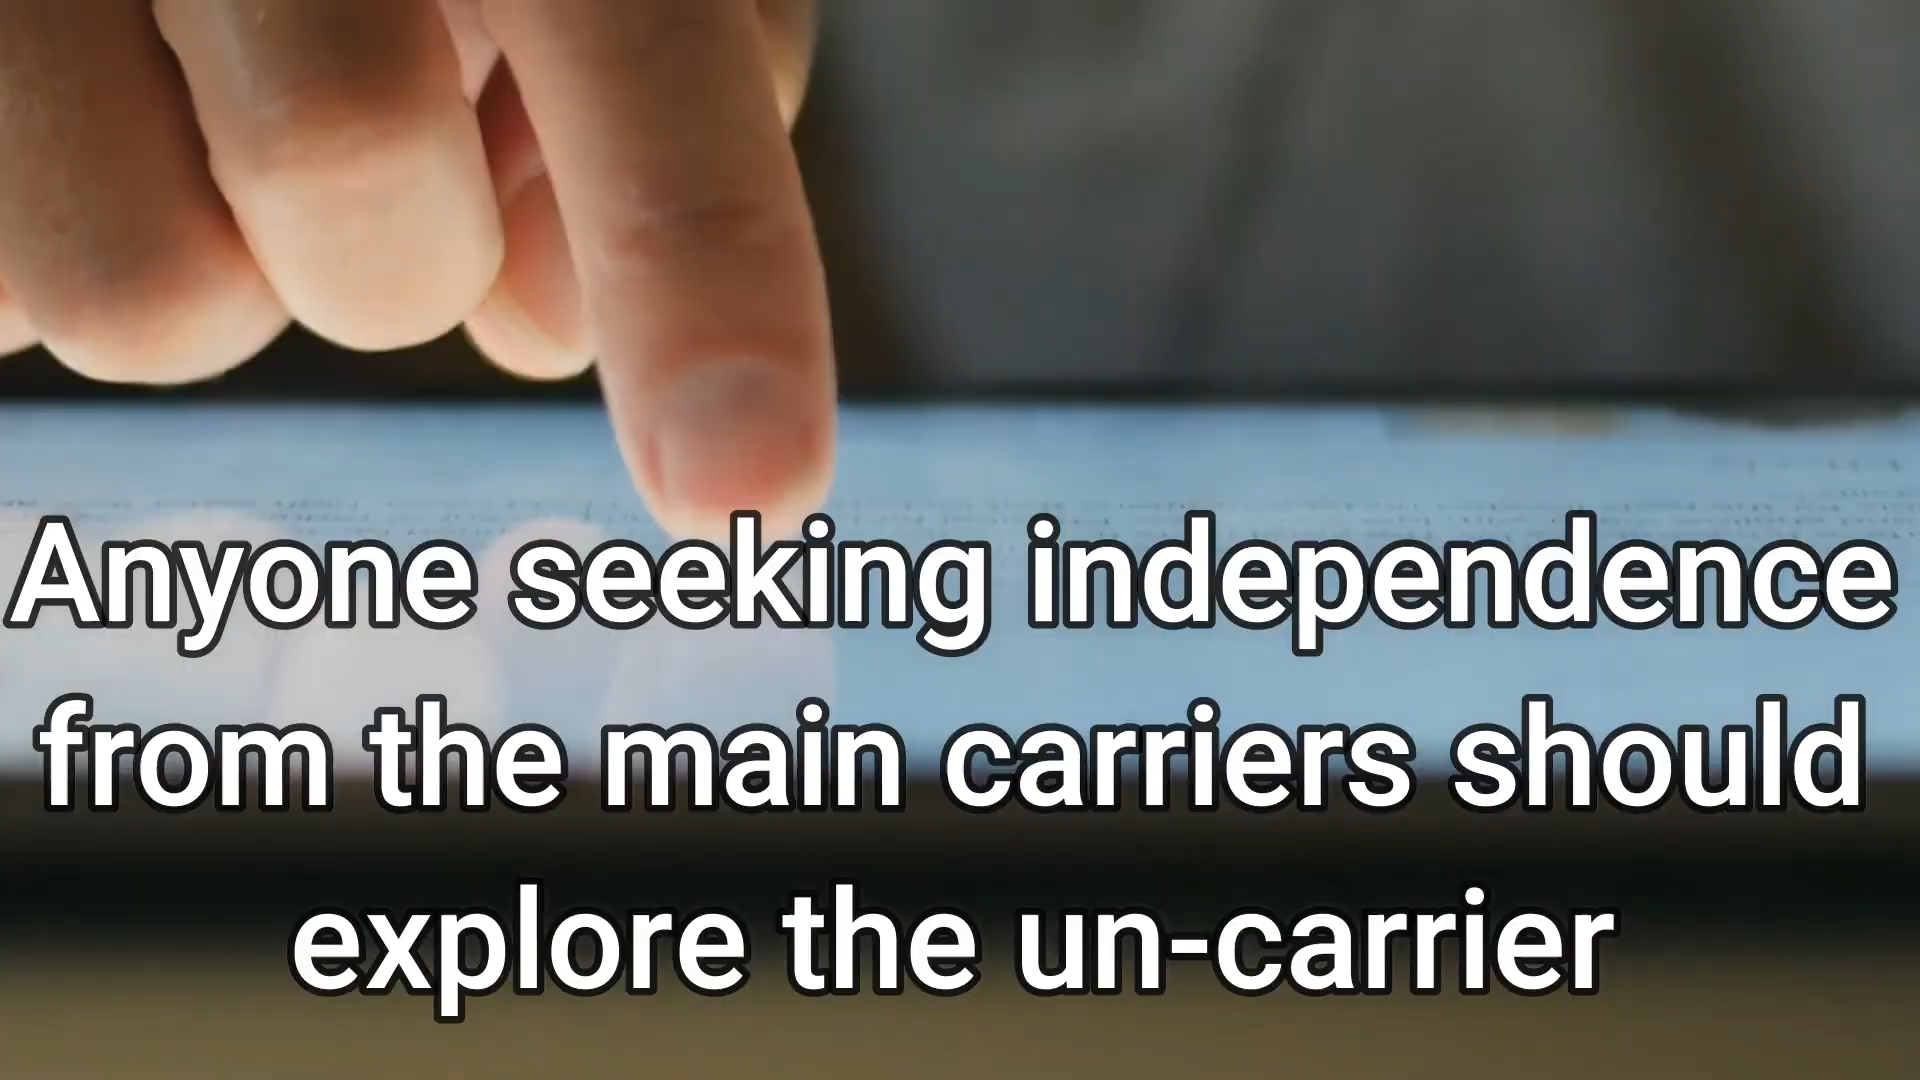 Anyone seeking independence
from the main carriers should
explore the un-carrier